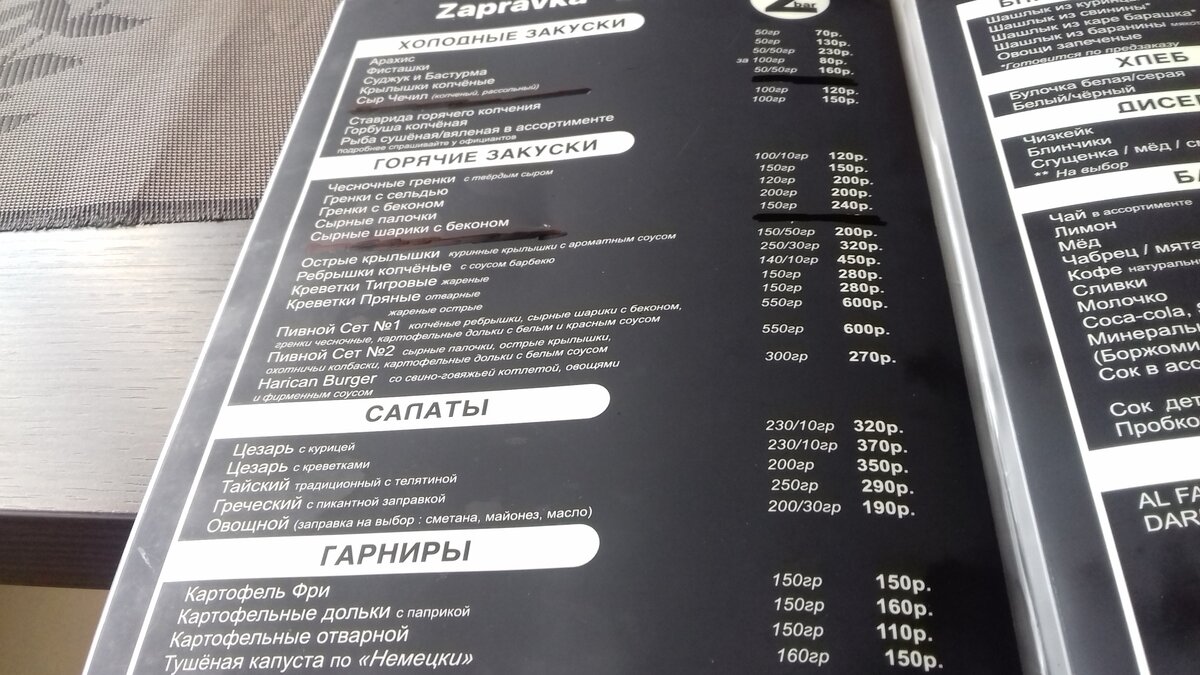 Zapravka
bar
ХОЛОДНЫЕ ЗАКУСКИ
Арахис 50гр 70р.
Фисташки 50гр 130р.
Суджук и Бастурма 50/50гр 230р.
Крылышки копчёные за 100гр 80р.
Сыр Чечил (копченый, рассольный) 50/50гр 160р.
Ставрида горячего копчения 100гр 120р.
Горбуша копчёная 100гр 150р.
Рыба сушёная/вяленая в ассортименте
подробнее спрашивайте у официантов
ГОРЯЧИЕ ЗАКУСКИ
Чесночные гренки с твёрдым сыром 100/10гр 120р.
Гренки с сельдью 150гр 150р.
Гренки с беконом 120гр 200р.
Сырные палочки 200гр 200р.
Сырные шарики с беконом 150гр 240р.
Острые крылышки куринные крылышки с ароматным соусом 150/50гр 200р.
Ребрышки копчёные с соусом барбекю 250/30гр 320р.
Креветки Тигровые жареные 140/10гр 450р.
Креветки Пряные отварные 150гр 280р.
жареные острые 150гр 280р.
Пивной Сет №1 копчёные ребрышки, сырные шарики с беконом, 550гр 600р.
гренки чесночные, картофельные дольки с белым и красным соусом
Пивной Сет №2 сырные палочки, острые крылышки, 550гр 600р.
охотничьи колбаски, картофельные дольки с белым соусом
Harican Burger со свино-говяжьей котлетой, овощями 300гр 270р.
и фирменным соусом
САЛАТЫ
Цезарь с курицей 230/10гр 320р.
Цезарь с креветками 230/10гр 370р.
Тайский традиционный с телятиной 200гр 350р.
Греческий с пикантной заправкой 250гр 290р.
Овощной (заправка на выбор : сметана, майонез, масло) 200/30гр 190р.
ГАРНИРЫ
Картофель Фри 150гр 150р.
Картофельные дольки с паприкой 150гр 160р.
Картофельные отварной 150гр 110р.
Тушёная капуста по «Немецки» 160гр 150р.
Шашлык из куриц
Шашлык из свинины*
Шашлык из каре барашка*
Шашлык из баранины
Овощи запеченые
*Готовится по предзаказу
ХЛЕБ
Булочка белая/серая
Белый/чёрный
ДИСЕР
Чизкейк
Блинчики
Сгущенка / мёд /
** На выбор
БА
Чай в ассортименте
Лимон
Мёд
Чабрец / мята
Кофе натуральн
Сливки
Молочко
Coca-cola,
Минераль
(Боржоми
Сок в асс
Сок дет
Пробко
AL FA
DAR